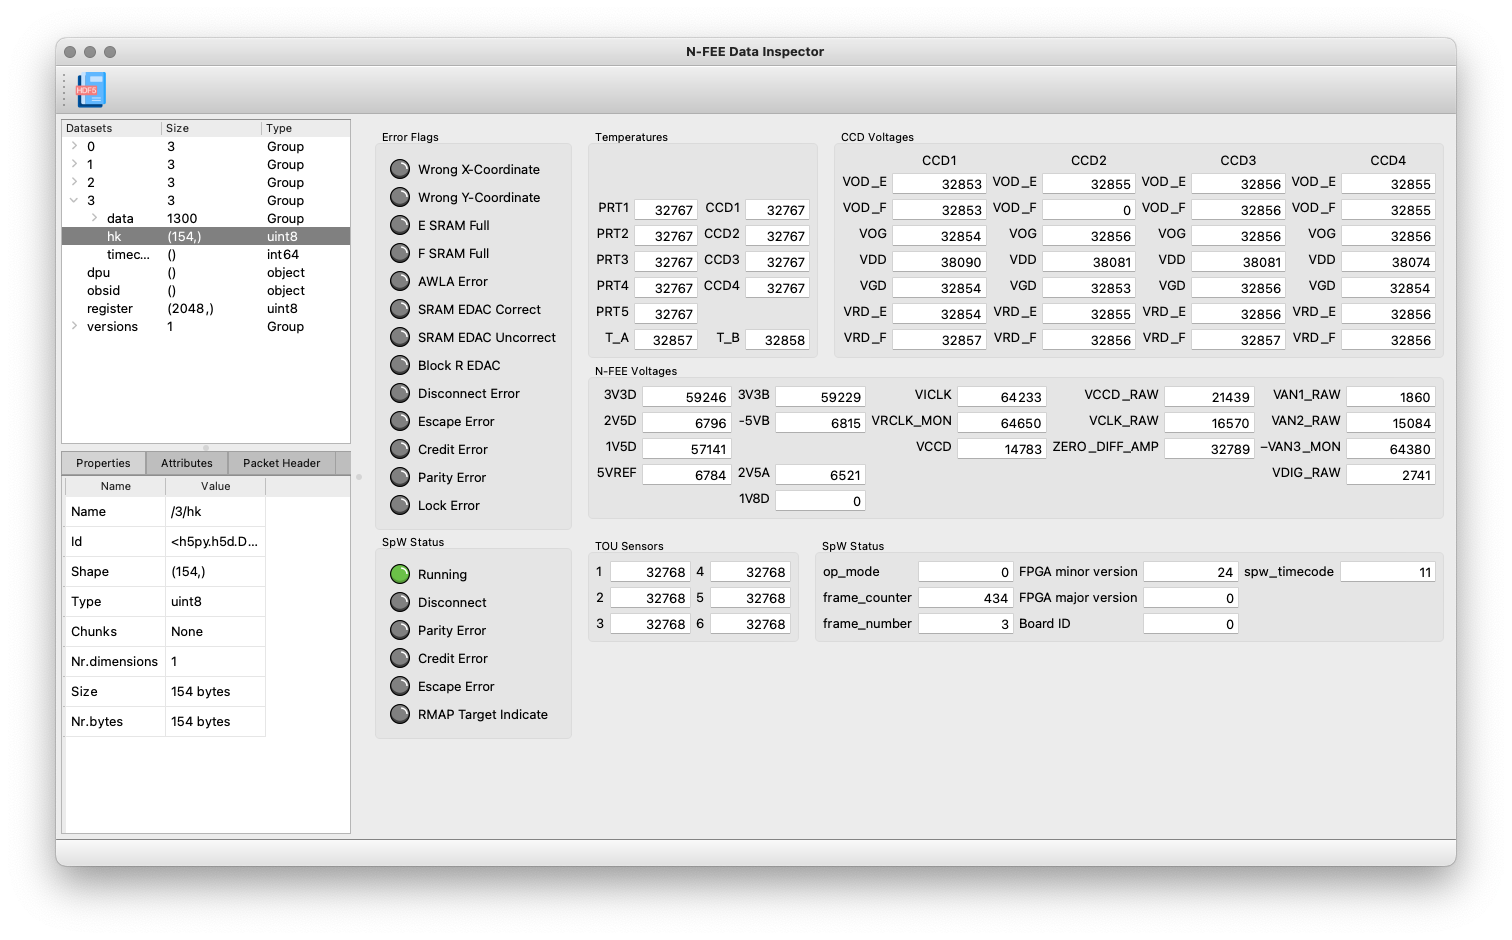 N-FEE Data Inspector
HDF5
Datasets Size Type
0 3 Group
1 3 Group
2 3 Group
3 3 Group
data 1300 Group
hk (154,) uint8
timec... () int64
dpu () object
obsid () object
register (2048,) uint8
versions 1 Group
Properties Attributes Packet Header
Name Value
Name /3/hk
Id <h5py.h5d.D...
Shape (154,)
Type uint8
Chunks None
Nr.dimensions 1
Size 154 bytes
Nr.bytes 154 bytes
Error Flags
Wrong X-Coordinate
Wrong Y-Coordinate
E SRAM Full
F SRAM Full
AWLA Error
SRAM EDAC Correct
SRAM EDAC Uncorrect
Block R EDAC
Disconnect Error
Escape Error
Credit Error
Parity Error
Lock Error
SpW Status
Running
Disconnect
Parity Error
Credit Error
Escape Error
RMAP Target Indicate
Temperatures
PRT1 32767 CCD1 32767
PRT2 32767 CCD2 32767
PRT3 32767 CCD3 32767
PRT4 32767 CCD4 32767
PRT5 32767
T_A 32857 T_B 32858
CCD Voltages
CCD1 CCD2 CCD3 CCD4
VOD_E 32853 VOD_E 32855 VOD_E 32856 VOD_E 32855
VOD_F 32853 VOD_F 0 VOD_F 32856 VOD_F 32855
VOG 32854 VOG 32856 VOG 32856 VOG 32856
VDD 38090 VDD 38081 VDD 38081 VDD 38074
VGD 32854 VGD 32853 VGD 32856 VGD 32854
VRD_E 32854 VRD_E 32855 VRD_E 32856 VRD_E 32856
VRD_F 32857 VRD_F 32856 VRD_F 32857 VRD_F 32856
N-FEE Voltages
3V3D 59246 3V3B 59229 VICLK 64233 VCCD_RAW 21439 VAN1_RAW 1860
2V5D 6796 -5VB 6815 VRCLK_MON 64650 VCLK_RAW 16570 VAN2_RAW 15084
1V5D 57141 VCCD 14783 ZERO_DIFF_AMP 32789 –VAN3_MON 64380
5VREF 6784 2V5A 6521 VDIG_RAW 2741
1V8D 0
TOU Sensors
1 32768 4 32768
2 32768 5 32768
3 32768 6 32768
SpW Status
op_mode 0 FPGA minor version 24 spw_timecode 11
frame_counter 434 FPGA major version 0
frame_number 3 Board ID 0